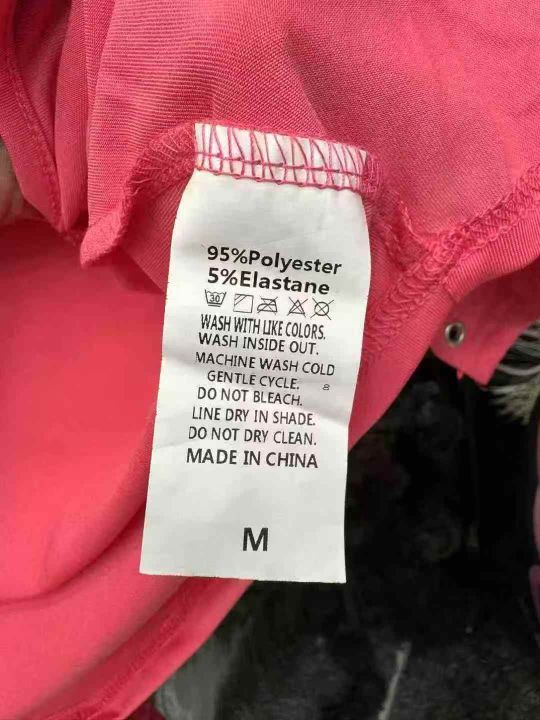 95%Polyester
5%Elastane
30
WASH WITH LIKE COLORS.
WASH INSIDE OUT.
MACHINE WASH COLD
GENTLE CYCLE. 8
DO NOT BLEACH.
LINE DRY IN SHADE.
DO NOT DRY CLEAN.
MADE IN CHINA
M